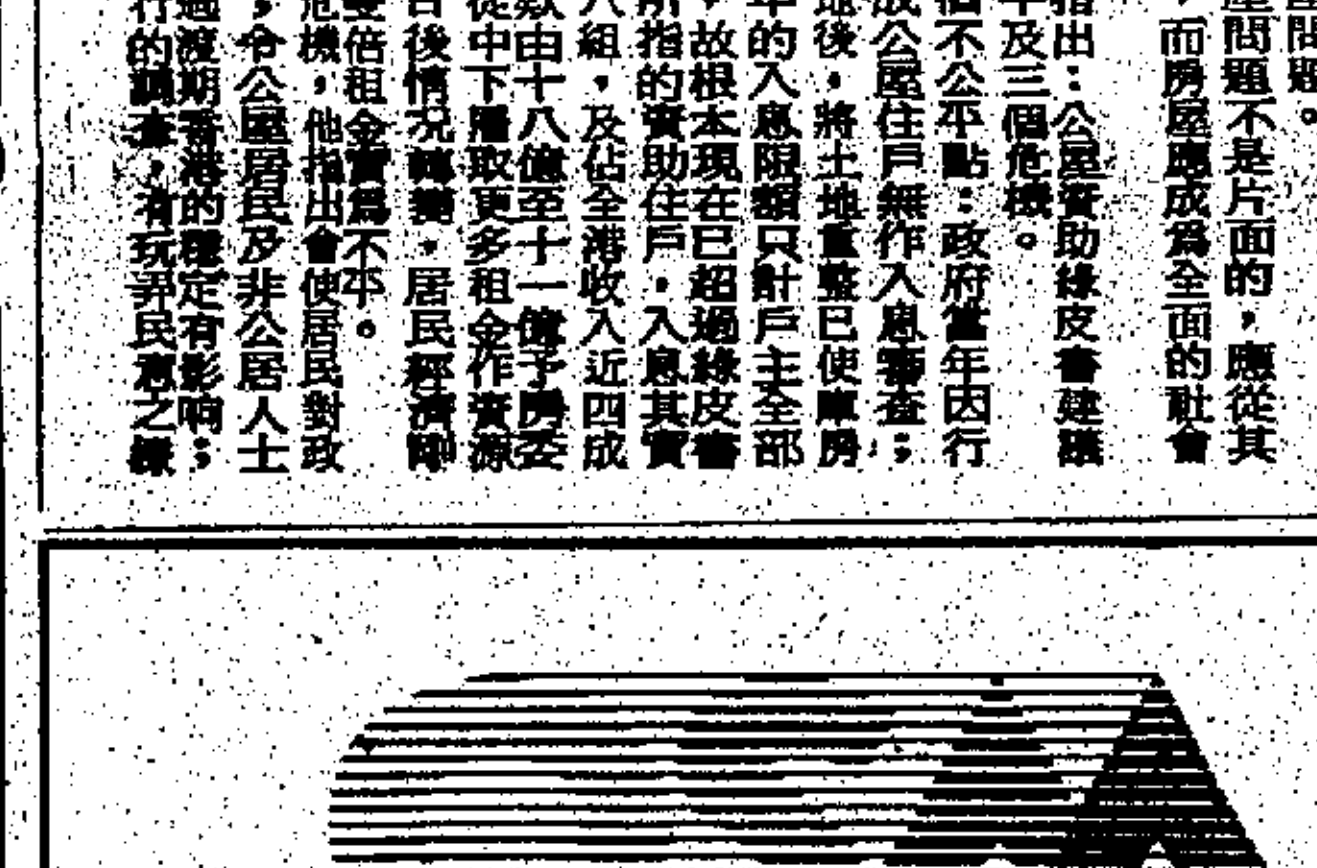 問題。
屋問題不是片面的，應從其
，而房屋應成爲全面的社會
指出：公屋資助綠皮書建議
平及三個危機。
個不公平點：政府當年因行
成公屋住戶無作入息審查；
地後，將土地重整已使庫房
年的入息限額只計戶主全部
，故根本現在已超過綠皮書
所指的資助住戶，入息其實
八組，及佔全港收入近四成
款由十八億至十一億予房委
從中下層取更多租金作資源
日後情況轉變，居民經濟
雙倍租金實爲不平。
危機，他指出會使居民對政
，令公屋居民及非公居人士
過渡期香港的穩定有影响；
行的調查，有玩弄民意之嫌